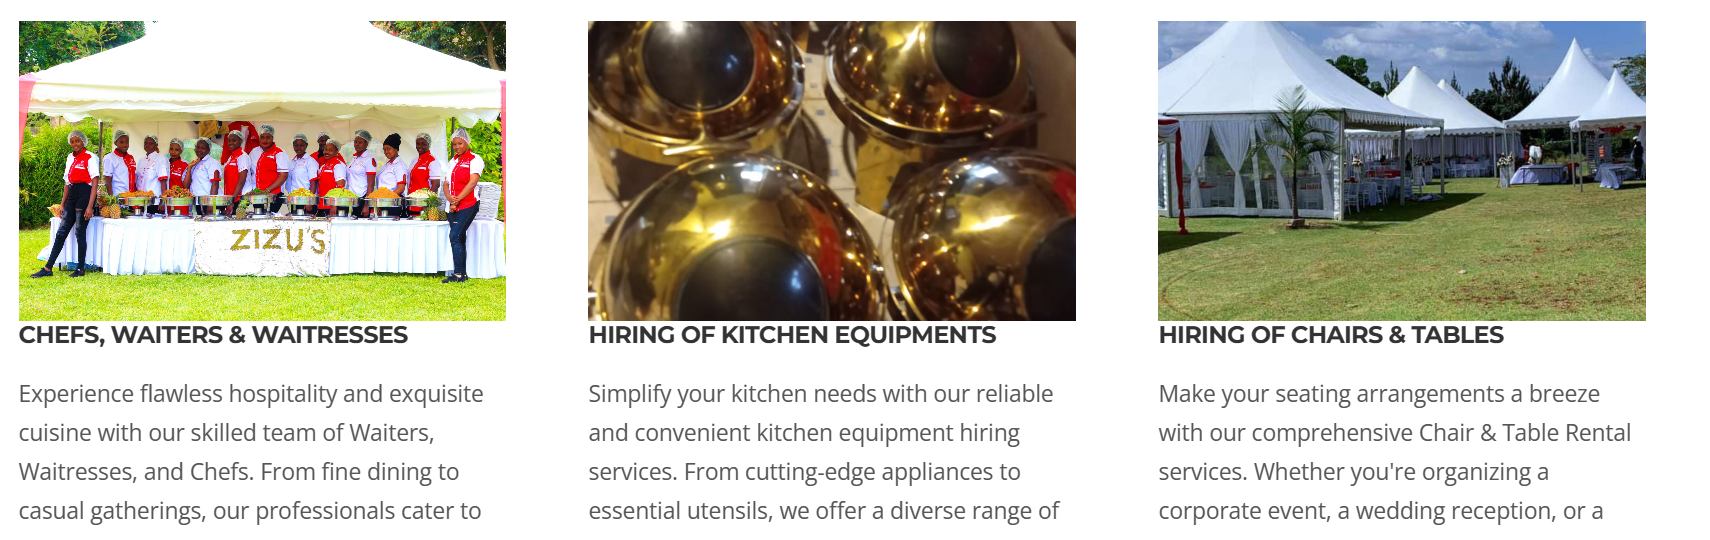 ZIZU'S
CHEFS, WAITERS & WAITRESSES
Experience flawless hospitality and exquisite
cuisine with our skilled team of Waiters,
Waitresses, and Chefs. From fine dining to
casual gatherings, our professionals cater to
HIRING OF KITCHEN EQUIPMENTS
Simplify your kitchen needs with our reliable
and convenient kitchen equipment hiring
services. From cutting-edge appliances to
essential utensils, we offer a diverse range of
HIRING OF CHAIRS & TABLES
Make your seating arrangements a breeze
with our comprehensive Chair & Table Rental
services. Whether you're organizing a
corporate event, a wedding reception, or a